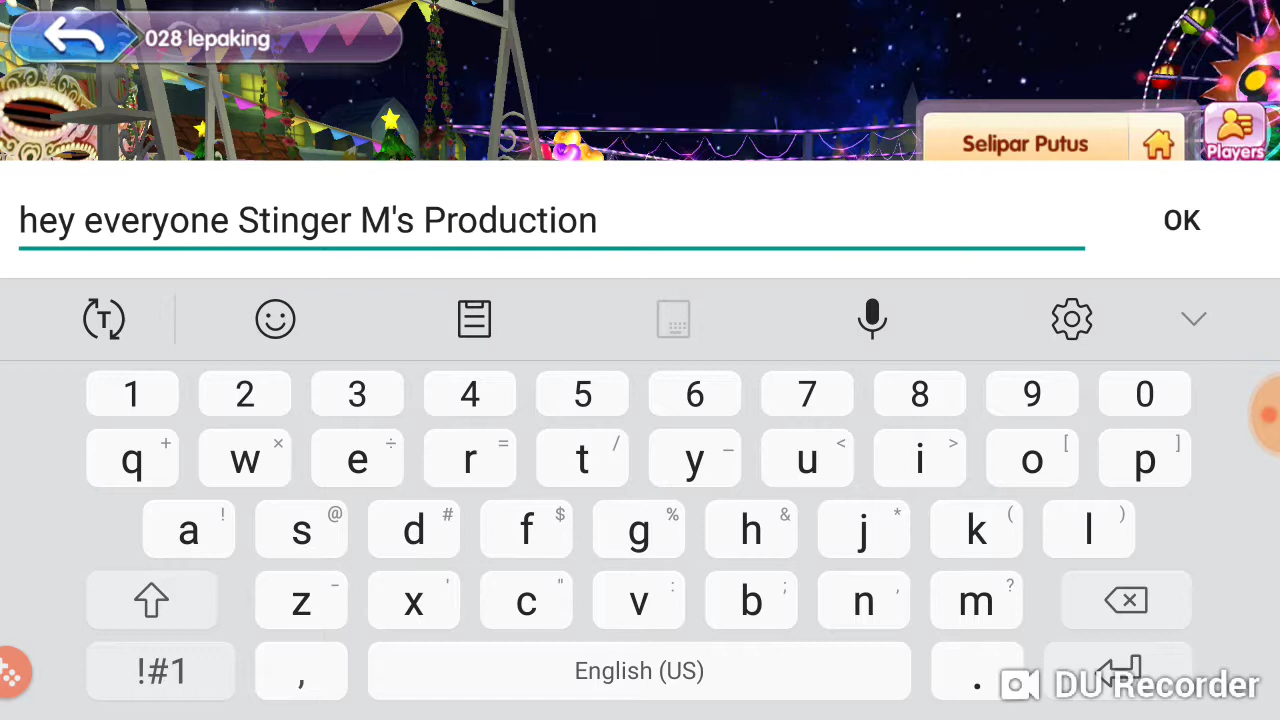 028 lepaking
Selipar Putus
Players
hey everyone Stinger M's Production
OK
T
1 2 3 4 5 6 7 8 9 0
q + w × e ÷ r = t / y _ u < i > o [ p ]
a ! s @ d # f $ g % h & j * k ( l )
z - x ' c " v : b ; n , m ?
!#1 , English (US) .
DU Recorder